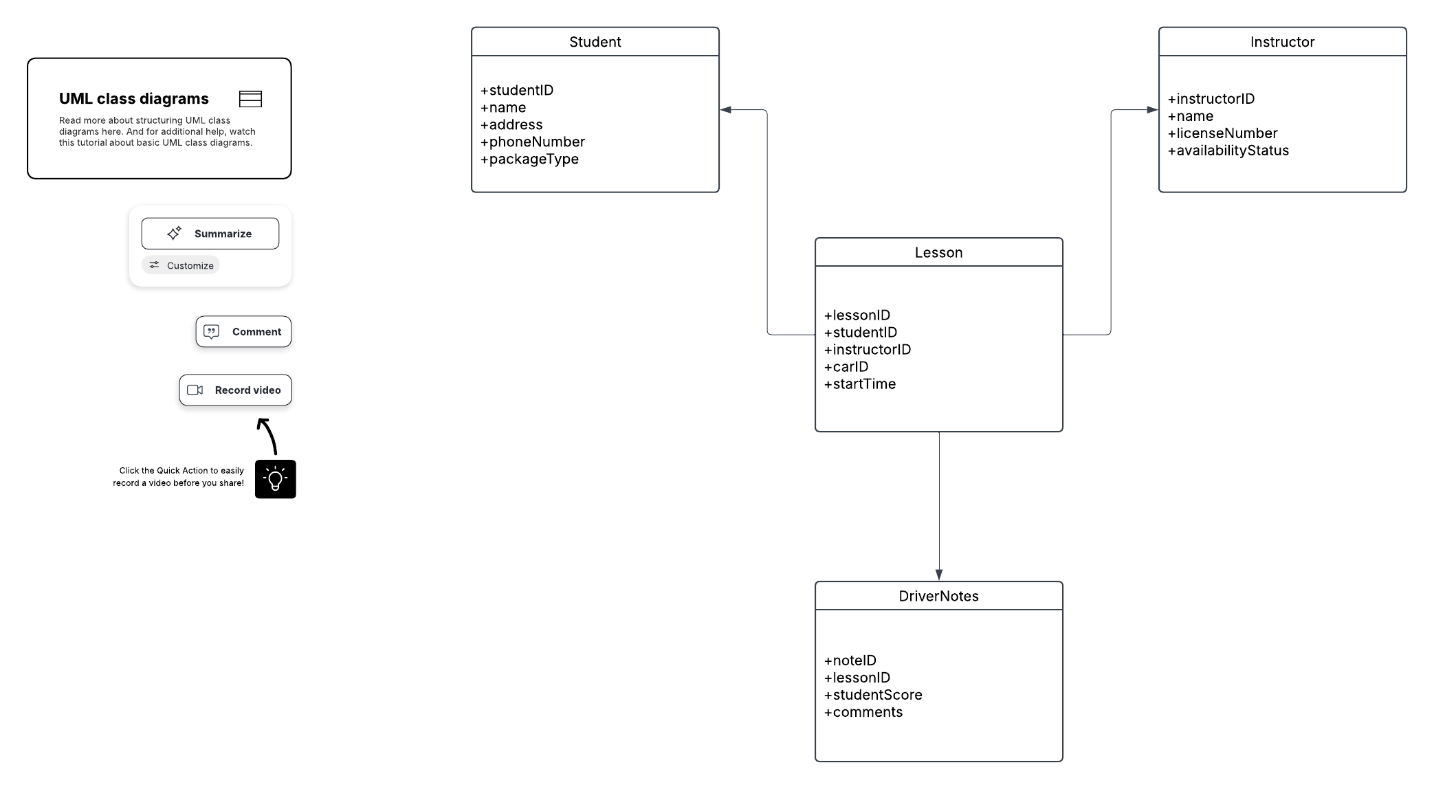 UML class diagrams
Read more about structuring UML class
diagrams here. And for additional help, watch
this tutorial about basic UML class diagrams.
Summarize
Customize
Comment
Record video
Click the Quick Action to easily
record a video before you share!
Student
+studentID
+name
+address
+phoneNumber
+packageType
Instructor
+instructorID
+name
+licenseNumber
+availabilityStatus
Lesson
+lessonID
+studentID
+instructorID
+carID
+startTime
DriverNotes
+noteID
+lessonID
+studentScore
+comments